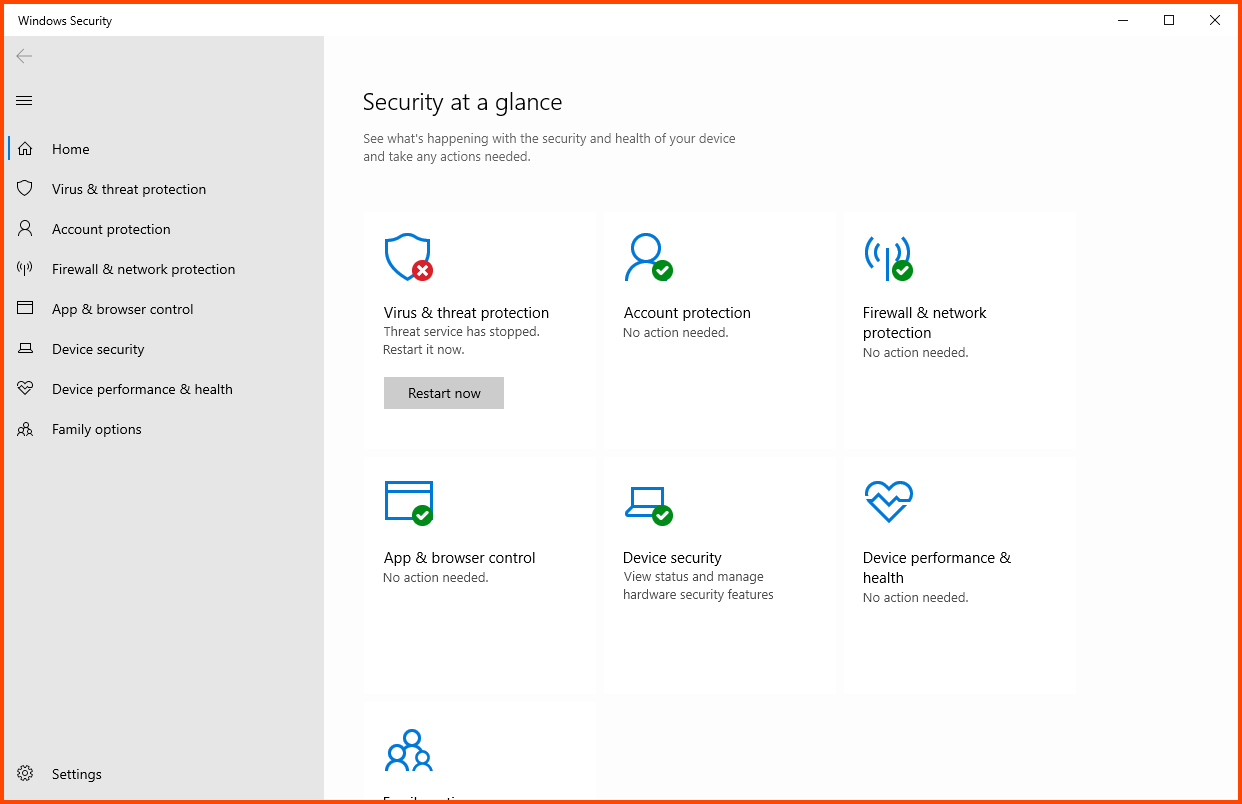 Windows Security
Home
Virus & threat protection
Account protection
Firewall & network protection
App & browser control
Device security
Device performance & health
Family options
Settings
Security at a glance
See what's happening with the security and health of your device
and take any actions needed.
Virus & threat protection
Threat service has stopped.
Restart it now.
Restart now
Account protection
No action needed.
Firewall & network
protection
No action needed.
App & browser control
No action needed.
Device security
View status and manage
hardware security features
Device performance &
health
No action needed.